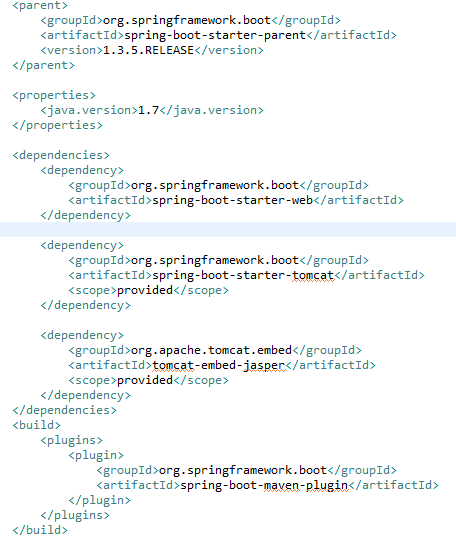 <parent>
    <groupId>org.springframework.boot</groupId>
    <artifactId>spring-boot-starter-parent</artifactId>
    <version>1.3.5.RELEASE</version>
</parent>

<properties>
    <java.version>1.7</java.version>
</properties>

<dependencies>
    <dependency>
        <groupId>org.springframework.boot</groupId>
        <artifactId>spring-boot-starter-web</artifactId>
    </dependency>

    <dependency>
        <groupId>org.springframework.boot</groupId>
        <artifactId>spring-boot-starter-tomcat</artifactId>
        <scope>provided</scope>
    </dependency>

    <dependency>
        <groupId>org.apache.tomcat.embed</groupId>
        <artifactId>tomcat-embed-jasper</artifactId>
        <scope>provided</scope>
    </dependency>
</dependencies>
<build>
    <plugins>
        <plugin>
            <groupId>org.springframework.boot</groupId>
            <artifactId>spring-boot-maven-plugin</artifactId>
        </plugin>
    </plugins>
</build>